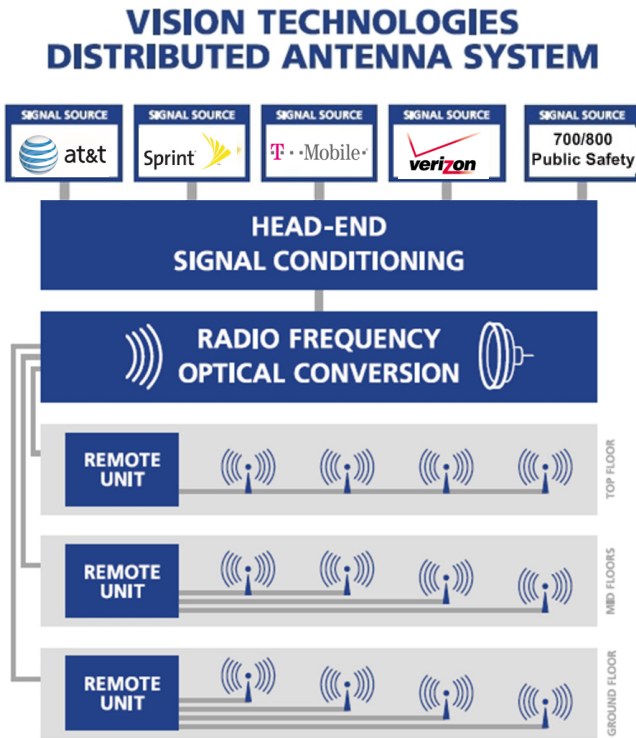 VISION TECHNOLOGIES
DISTRIBUTED ANTENNA SYSTEM
SIGNAL SOURCE
at&t
SIGNAL SOURCE
Sprint
SIGNAL SOURCE
T··Mobile·
SIGNAL SOURCE
verizon
SIGNAL SOURCE
700/800
Public Safety
HEAD-END
SIGNAL CONDITIONING
RADIO FREQUENCY
OPTICAL CONVERSION
REMOTE
UNIT
TOP FLOOR
REMOTE
UNIT
MID FLOORS
REMOTE
UNIT
GROUND FLOOR